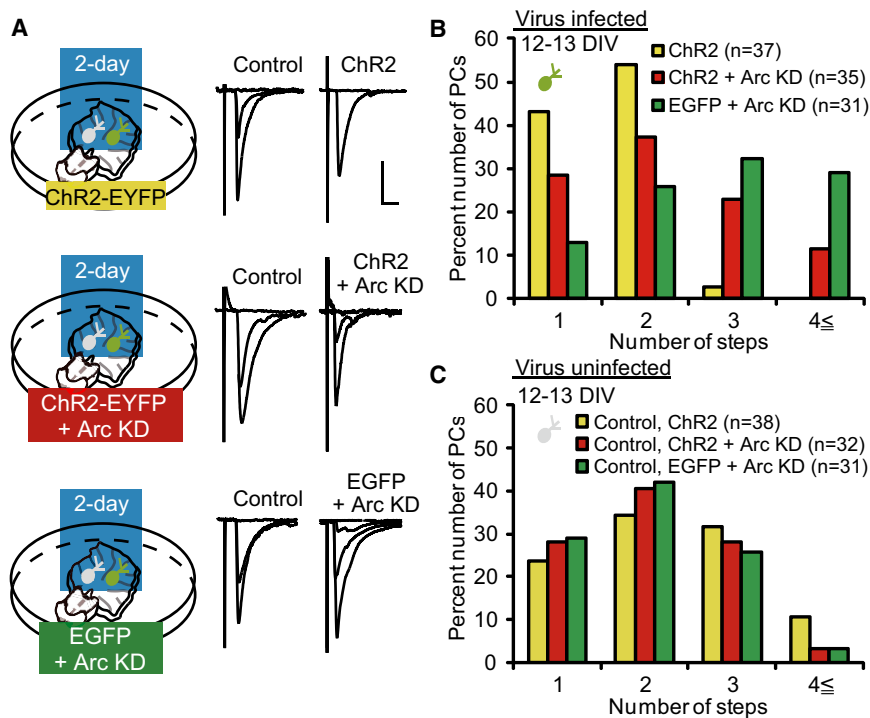 A
2-day
ChR2-EYFP
Control
ChR2
2-day
ChR2-EYFP
+ Arc KD
Control
ChR2
+ Arc KD
2-day
EGFP
+ Arc KD
Control
EGFP
+ Arc KD
B
Virus infected
12-13 DIV
ChR2 (n=37)
ChR2 + Arc KD (n=35)
EGFP + Arc KD (n=31)
Percent number of PCs
60
50
40
30
20
10
0
1 2 3 4≦
Number of steps
C
Virus uninfected
12-13 DIV
Control, ChR2 (n=38)
Control, ChR2 + Arc KD (n=32)
Control, EGFP + Arc KD (n=31)
Percent number of PCs
60
50
40
30
20
10
0
1 2 3 4≦
Number of steps